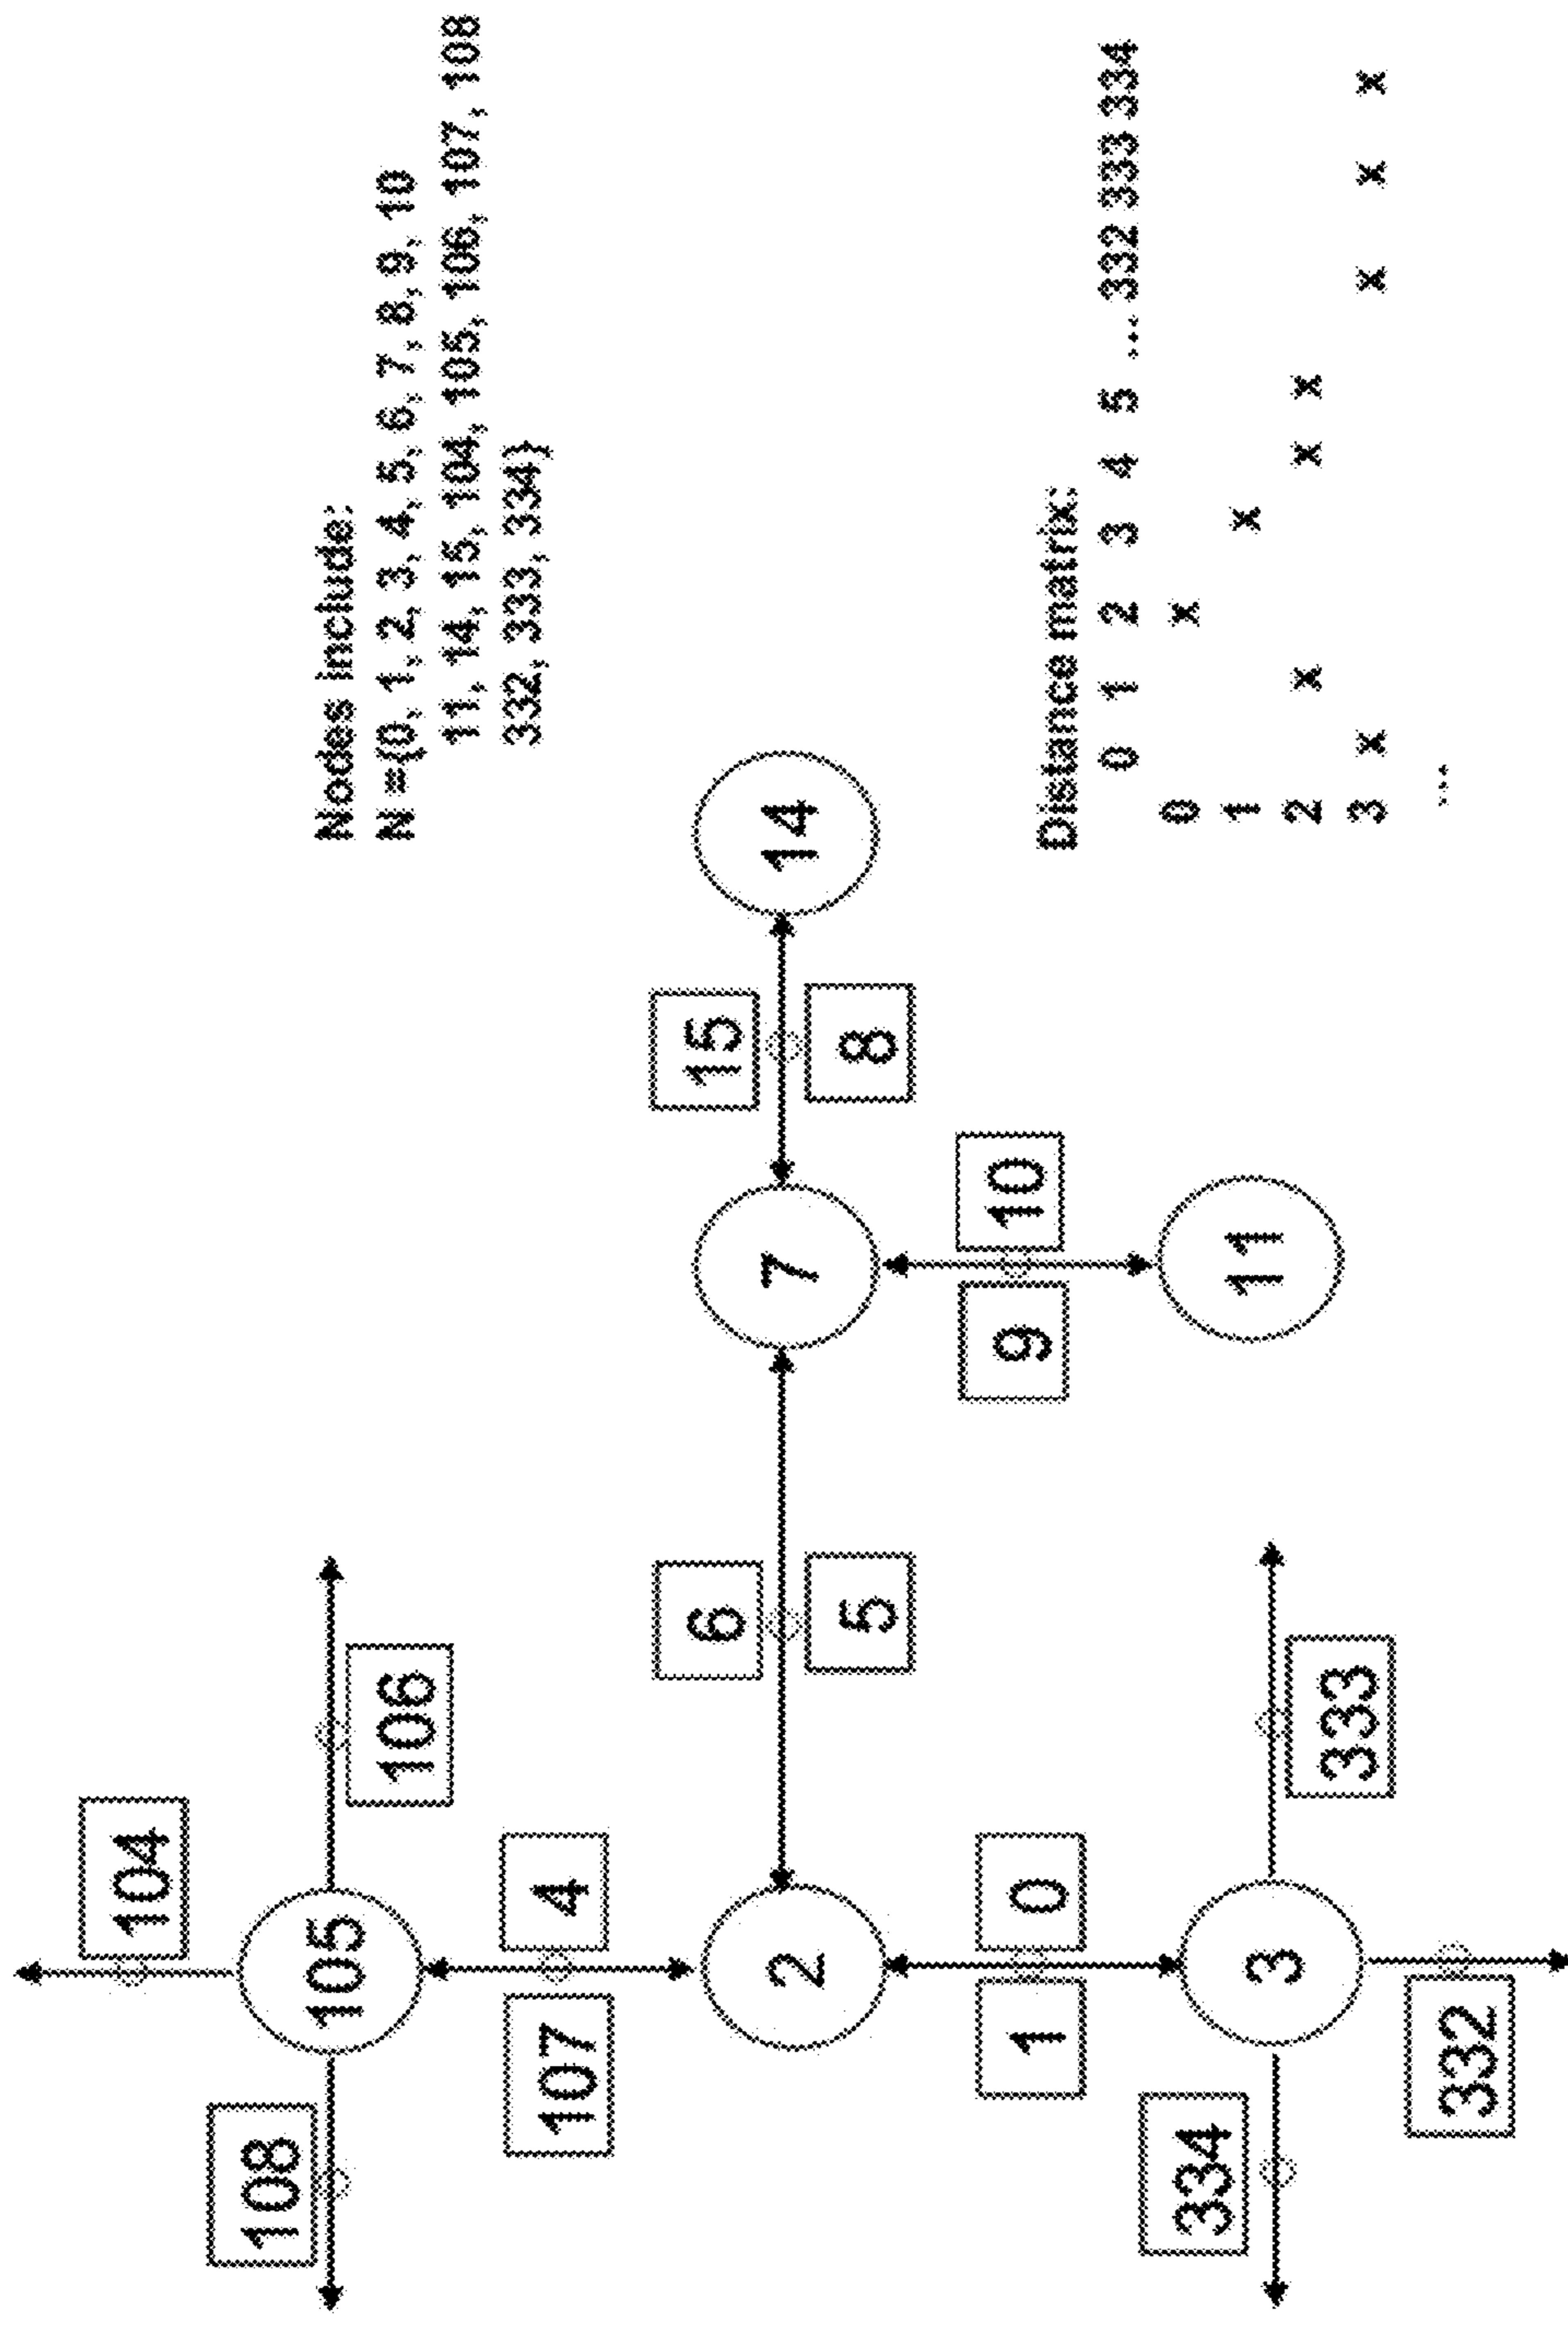 104
108
105
106
107
4
6
15
2
7
14
5
8
1
0
9
10
11
334
3
333
332
Nodes include:
N ={0, 1, 2, 3, 4, 5, 6, 7, 8, 9, 10
11, 14, 15, 104, 105, 106, 107, 108
332, 333, 334}
Distance matrix:
0 1 2 3 4 5 ... 332 333 334
0 x
1 x
2 x x x
3 x x x x
...